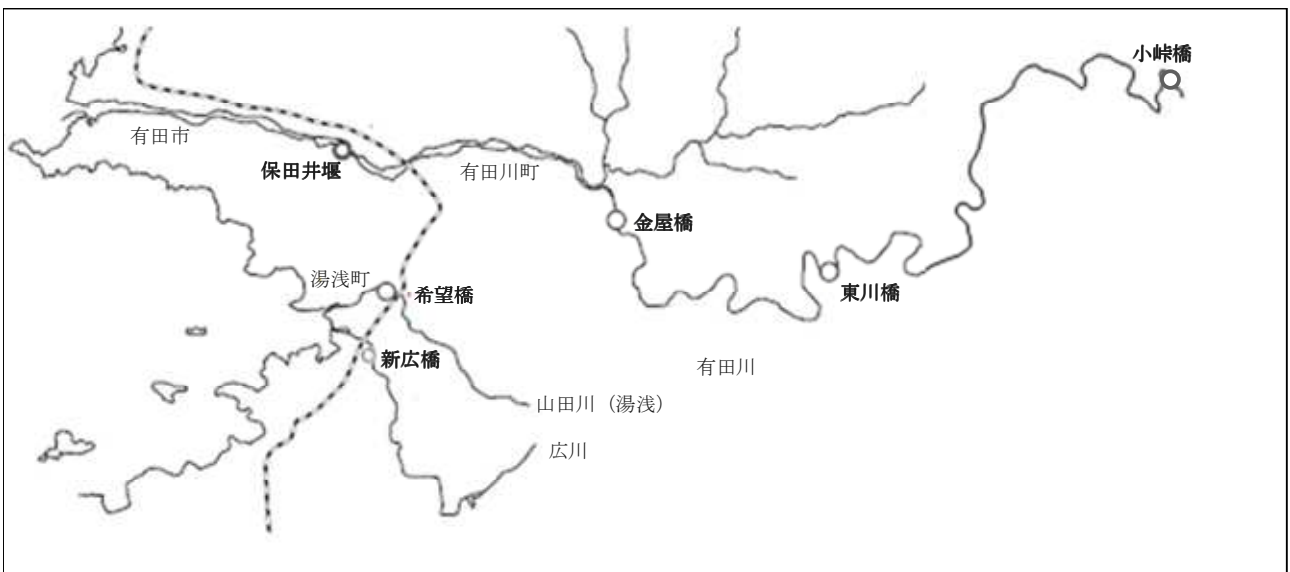 小峠橋
有田市
保田井堰
有田川町
金屋橋
湯浅町
希望橋
東川橋
新広橋
有田川
山田川（湯浅）
広川